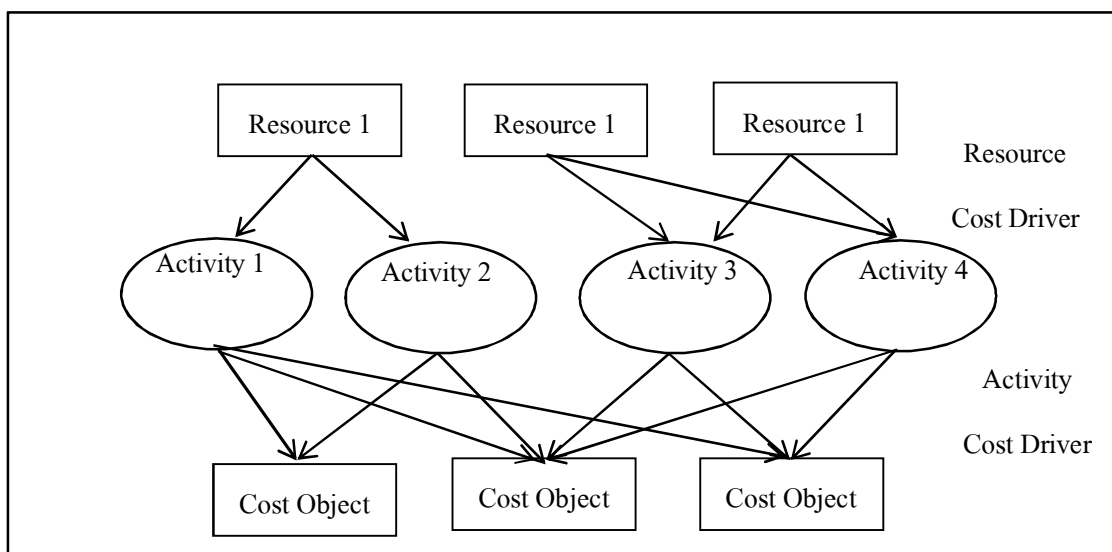 Resource 1
Resource 1
Resource 1
Resource
Cost Driver
Activity 1
Activity 2
Activity 3
Activity 4
Activity
Cost Driver
Cost Object
Cost Object
Cost Object